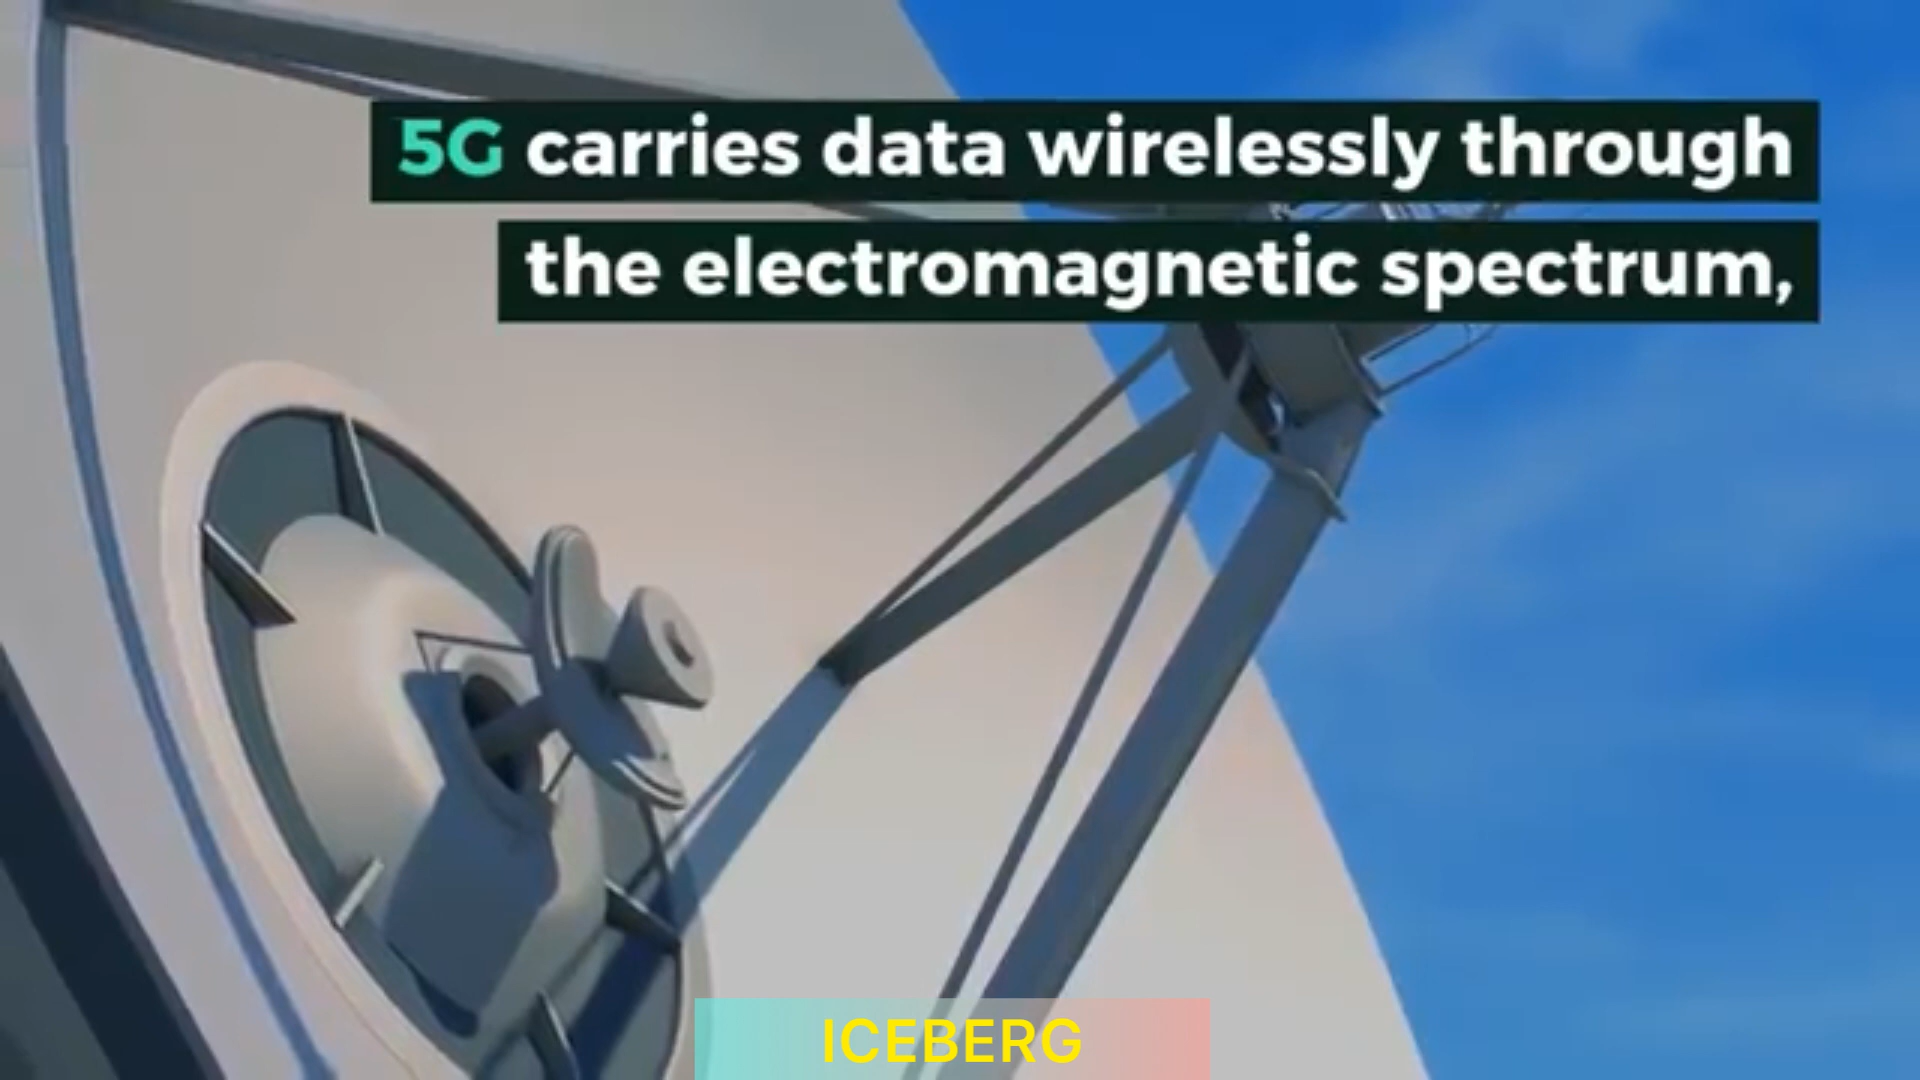 5G carries data wirelessly through
the electromagnetic spectrum,
ICEBERG